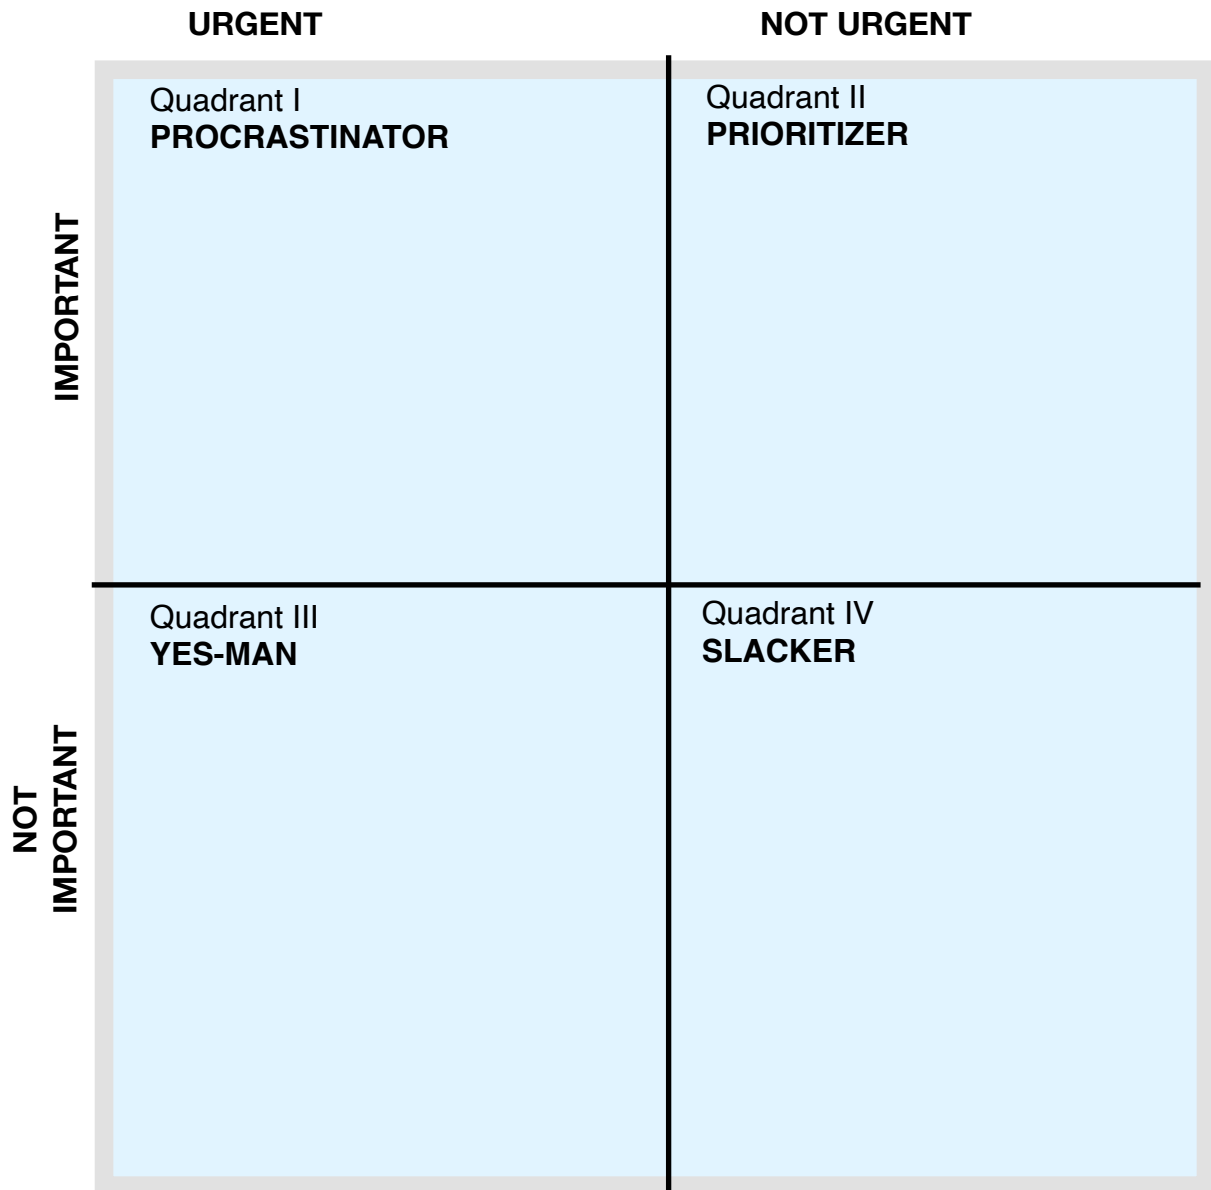 URGENT
NOT URGENT
Quadrant I
PROCRASTINATOR
Quadrant II
PRIORITIZER
IMPORTANT
Quadrant III
YES-MAN
Quadrant IV
SLACKER
NOT
IMPORTANT